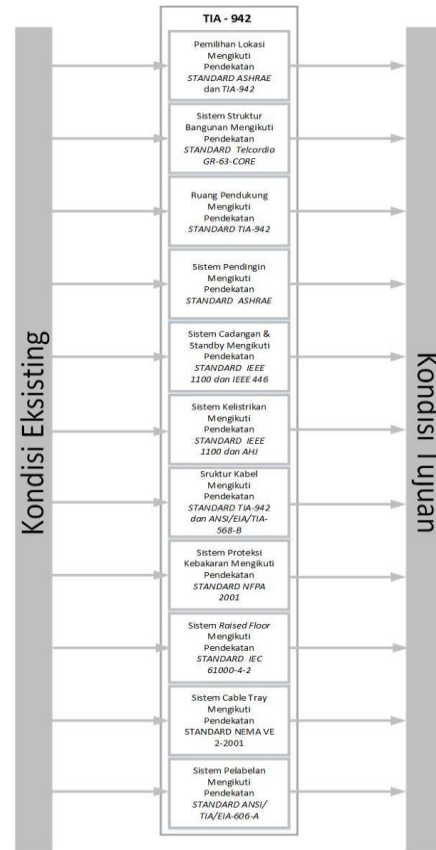 TIA - 942
Pemilihan Lokasi
Mengikuti
Pendekatan
STANDARD ASHRAE
dan TIA-942
Sistem Struktur
Bangunan Mengikuti
Pendekatan
STANDARD Telcordia
GR-63-CORE
Ruang Pendukung
Mengikuti
Pendekatan
STANDARD TIA-942
Sistem Pendingin
Mengikuti
Pendekatan
STANDARD ASHRAE
Sistem Cadangan &
Standby Mengikuti
Pendekatan
STANDARD IEEE
1100 dan IEEE 446
Sistem Kelistrikan
Mengikuti
Pendekatan
STANDARD IEEE
1100 dan AHJ
Sruktur Kabel
Mengikuti
Pendekatan
STANDARD TIA-942
dan ANSI/EIA/TIA-
568-B
Sistem Proteksi
Kebakaran Mengikuti
Pendekatan
STANDARD NFPA
2001
Sistem Raised Floor
Mengikuti
Pendekatan
STANDARD IEC
61000-4-2
Sistem Cable Tray
Mengikuti
Pendekatan
STANDARD NEMA VE
2-2001
Sistem Pelabelan
Mengikuti
Pendekatan
STANDARD ANSI/
TIA/EIA-606-A
Kondisi Eksisting
Kondisi Tujuan